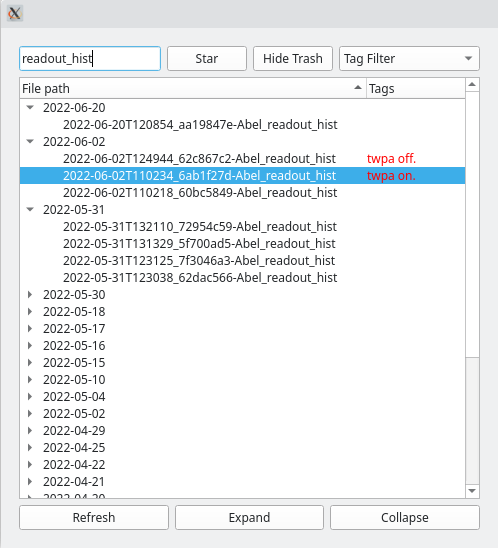 readout_hist Star Hide Trash Tag Filter
File path Tags
2022-06-20
2022-06-20T120854_aa19847e-Abel_readout_hist
2022-06-02
2022-06-02T124944_62c867c2-Abel_readout_hist twpa off.
2022-06-02T110234_6ab1f27d-Abel_readout_hist twpa on.
2022-06-02T110218_60bc5849-Abel_readout_hist
2022-05-31
2022-05-31T132110_72954c59-Abel_readout_hist
2022-05-31T131329_5f700ad5-Abel_readout_hist
2022-05-31T123125_7f3046a3-Abel_readout_hist
2022-05-31T123038_62dac566-Abel_readout_hist
2022-05-30
2022-05-18
2022-05-17
2022-05-16
2022-05-15
2022-05-10
2022-05-04
2022-05-02
2022-04-29
2022-04-25
2022-04-22
2022-04-21
Refresh Expand Collapse